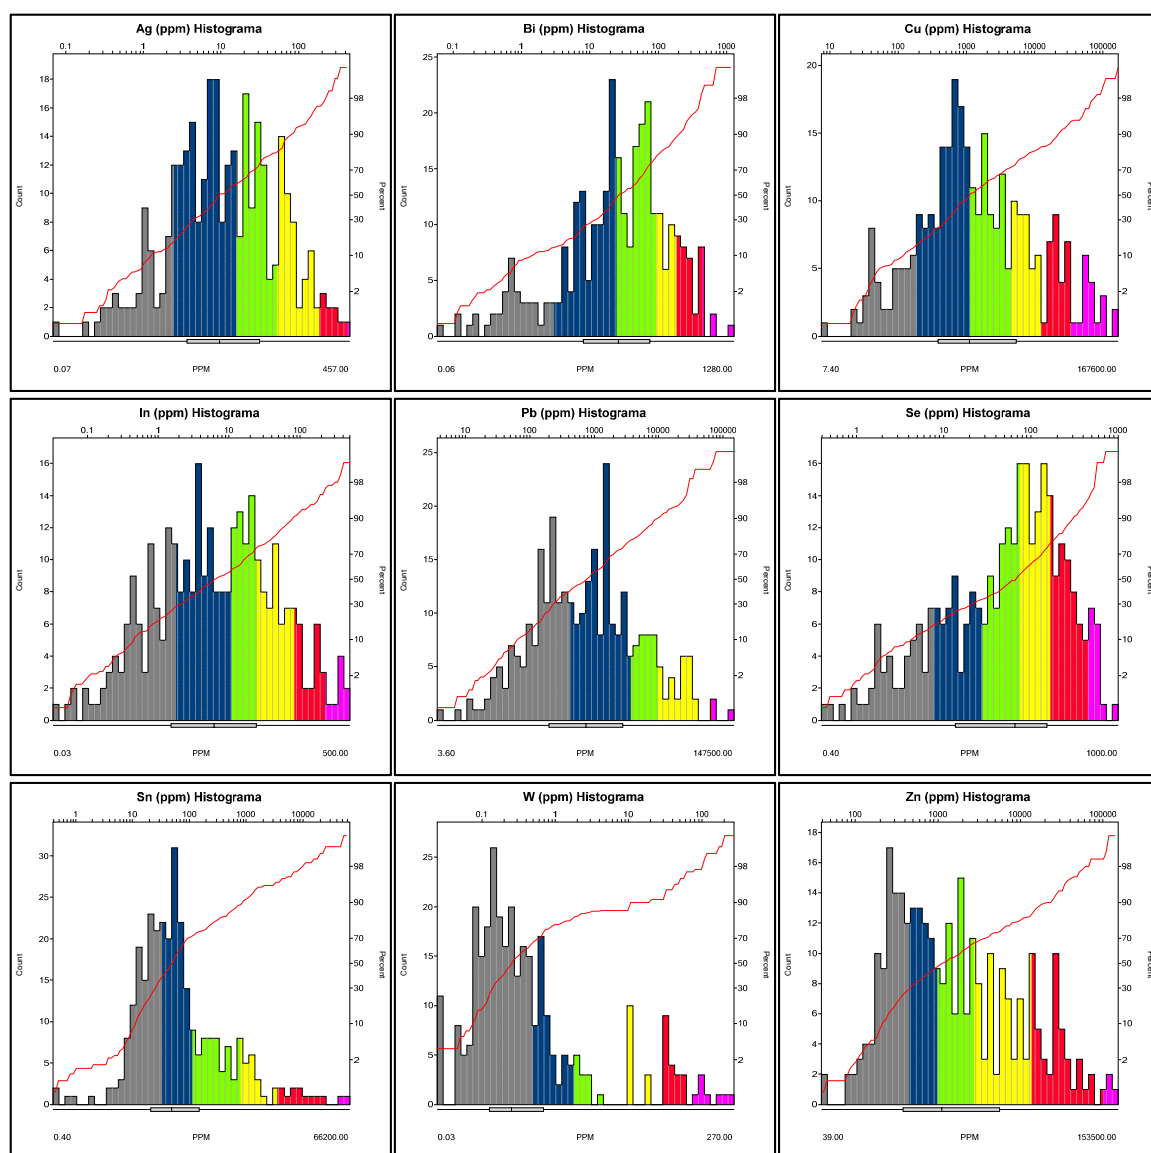 Ag (ppm) Histograma
0.1 1 10 100
18
16
14
12
10
8
6
4
2
0
Count
98
90
70
50
30
10
2
Percent
0.07 PPM 457.00
Bi (ppm) Histograma
0.1 1 10 100 1000
25
20
15
10
5
0
Count
98
90
70
50
30
10
2
Percent
0.06 PPM 1280.00
Cu (ppm) Histograma
10 100 1000 10000 100000
20
15
10
5
0
Count
98
90
70
50
30
10
2
Percent
7.40 PPM 167600.00
In (ppm) Histograma
0.1 1 10 100
16
14
12
10
8
6
4
2
0
Count
98
90
70
50
30
10
2
Percent
0.03 PPM 500.00
Pb (ppm) Histograma
10 100 1000 10000 100000
25
20
15
10
5
0
Count
98
90
70
50
30
10
2
Percent
3.60 PPM 147500.00
Se (ppm) Histograma
1 10 100 1000
16
14
12
10
8
6
4
2
0
Count
98
90
70
50
30
10
2
Percent
0.40 PPM 1000.00
Sn (ppm) Histograma
1 10 100 1000 10000
30
25
20
15
10
5
0
Count
98
90
70
50
30
10
2
Percent
0.40 PPM 66200.00
W (ppm) Histograma
0.1 1 10 100
25
20
15
10
5
0
Count
98
90
70
50
30
10
2
Percent
0.03 PPM 270.00
Zn (ppm) Histograma
100 1000 10000 100000
18
16
14
12
10
8
6
4
2
0
Count
98
90
70
50
30
10
2
Percent
39.00 PPM 153500.00